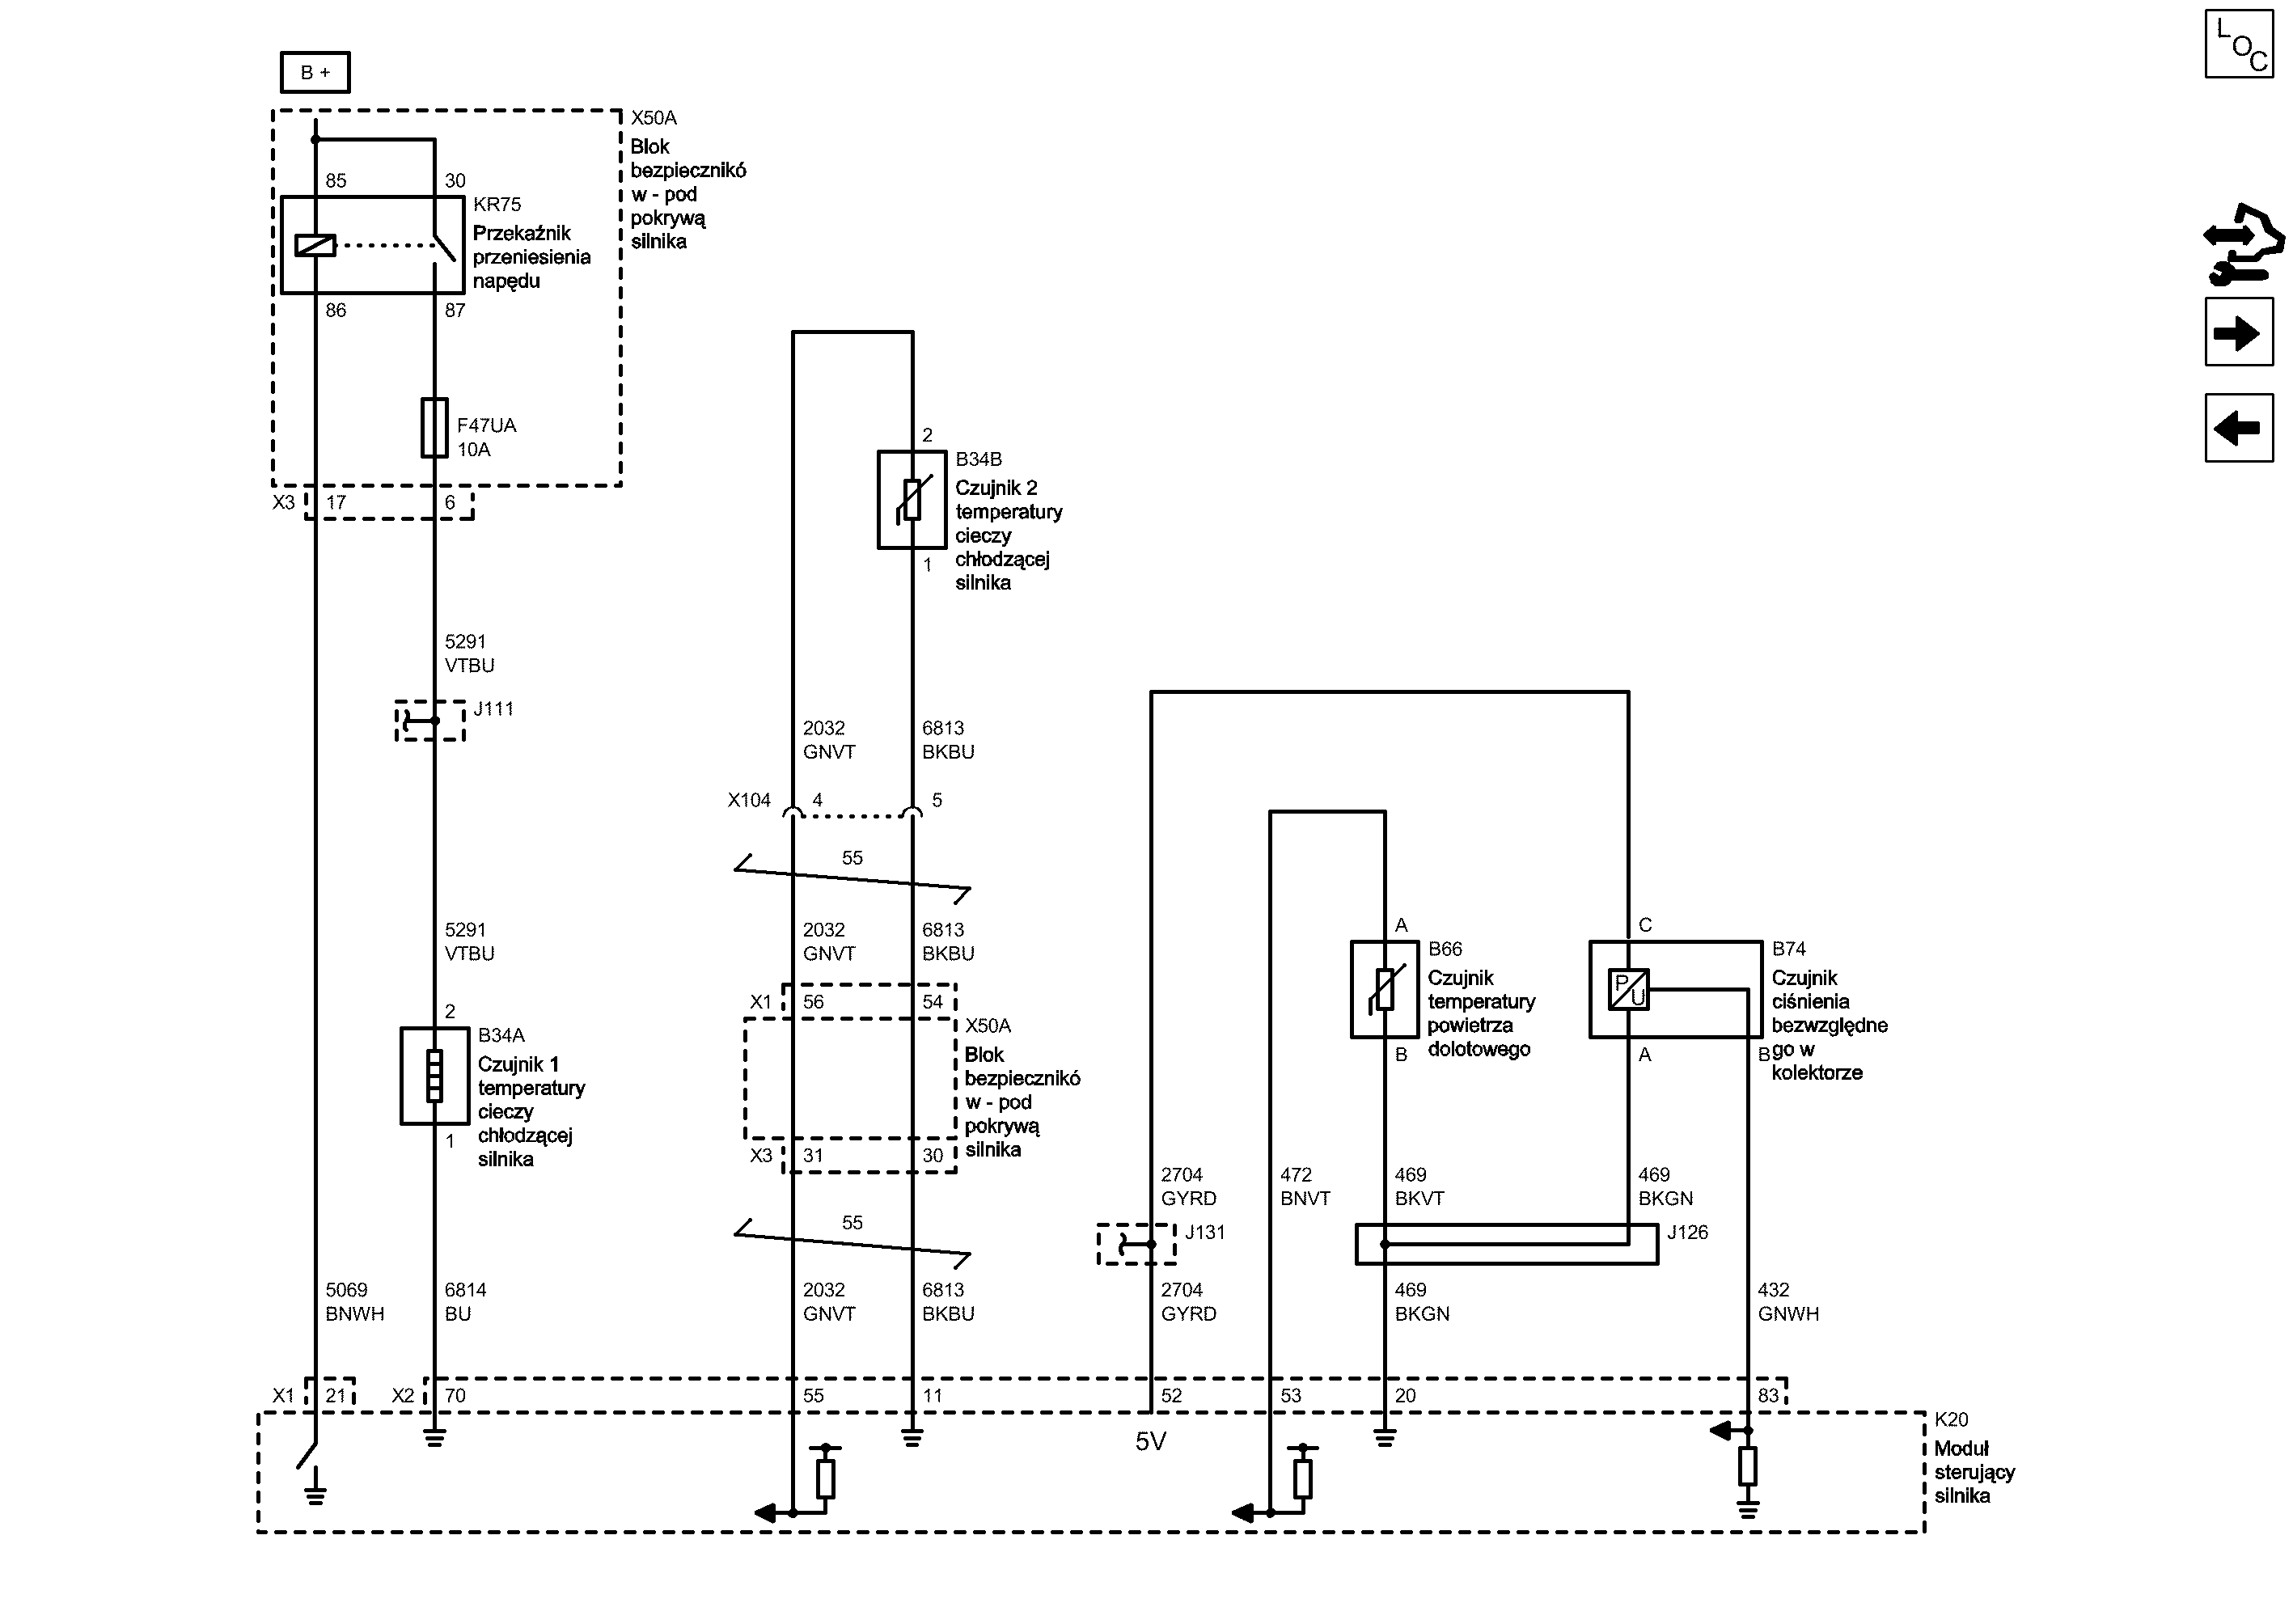 L
O
C
B +
X50A
Blok
bezpiecznikó
w - pod
pokrywą
silnika
85
30
KR75
Przekaźnik
przeniesienia
napędu
86
87
F47UA
10A
X3
17
6
5291
VTBU
J111
5291
VTBU
2
B34A
Czujnik 1
temperatury
cieczy
chłodzącej
silnika
1
5069
BNWH
6814
BU
2
B34B
Czujnik 2
temperatury
cieczy
chłodzącej
silnika
1
2032
GNVT
6813
BKBU
X104
4
5
55
2032
GNVT
6813
BKBU
X1
56
54
X50A
Blok
bezpiecznikó
w - pod
pokrywą
silnika
X3
31
30
55
2032
GNVT
6813
BKBU
A
B66
Czujnik
temperatury
powietrza
dolotowego
B
C
B74
Czujnik
ciśnienia
bezwzględne
go w
kolektorze
P
U
A
B
2704
GYRD
472
BNVT
469
BKVT
469
BKGN
J131
J126
2704
GYRD
469
BKGN
432
GNWH
X1
21
X2
70
55
11
52
53
20
83
5V
K20
Moduł
sterujący
silnika